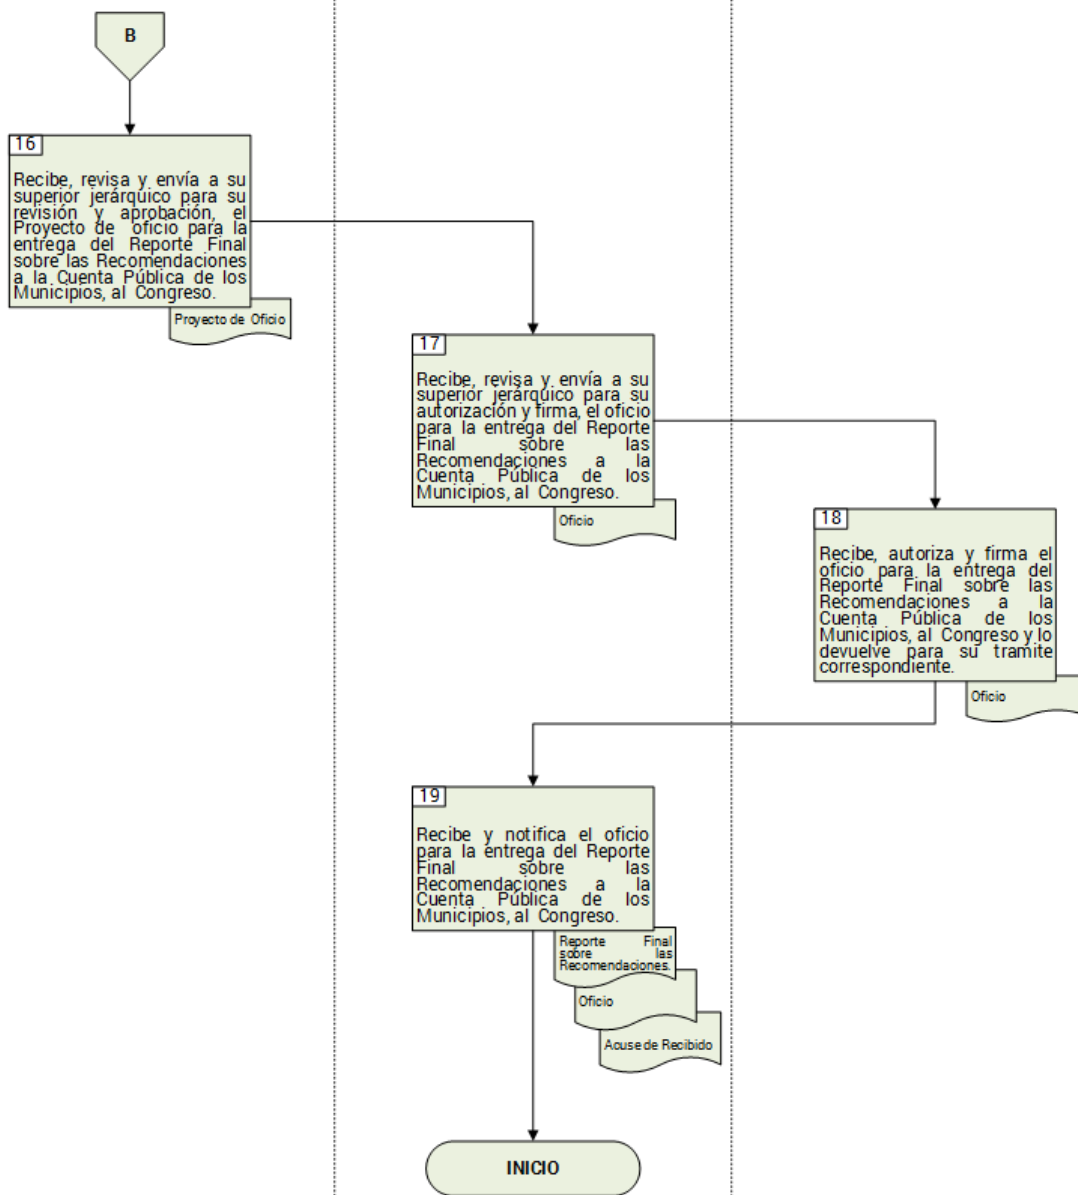 B
16
Recibe, revisa y envía a su
superior jerárquico para su
revisión y aprobación, el
Proyecto de oficio para la
entrega del Reporte Final
sobre las Recomendaciones
a la Cuenta Pública de los
Municipios, al Congreso.
Proyecto de Oficio
17
Recibe, revisa y envía a su
superior jerárquico para su
autorización y firma, el oficio
para la entrega del Reporte
Final sobre las
Recomendaciones a la
Cuenta Pública de los
Municipios, al Congreso.
Oficio
18
Recibe, autoriza y firma el
oficio para la entrega del
Reporte Final sobre las
Recomendaciones a la
Cuenta Pública de los
Municipios, al Congreso y lo
devuelve para su tramite
correspondiente.
Oficio
19
Recibe y notifica el oficio
para la entrega del Reporte
Final sobre las
Recomendaciones a la
Cuenta Pública de los
Municipios, al Congreso.
Reporte Final
sobre las
Recomendaciones.
Oficio
Acuse de Recibido
INICIO